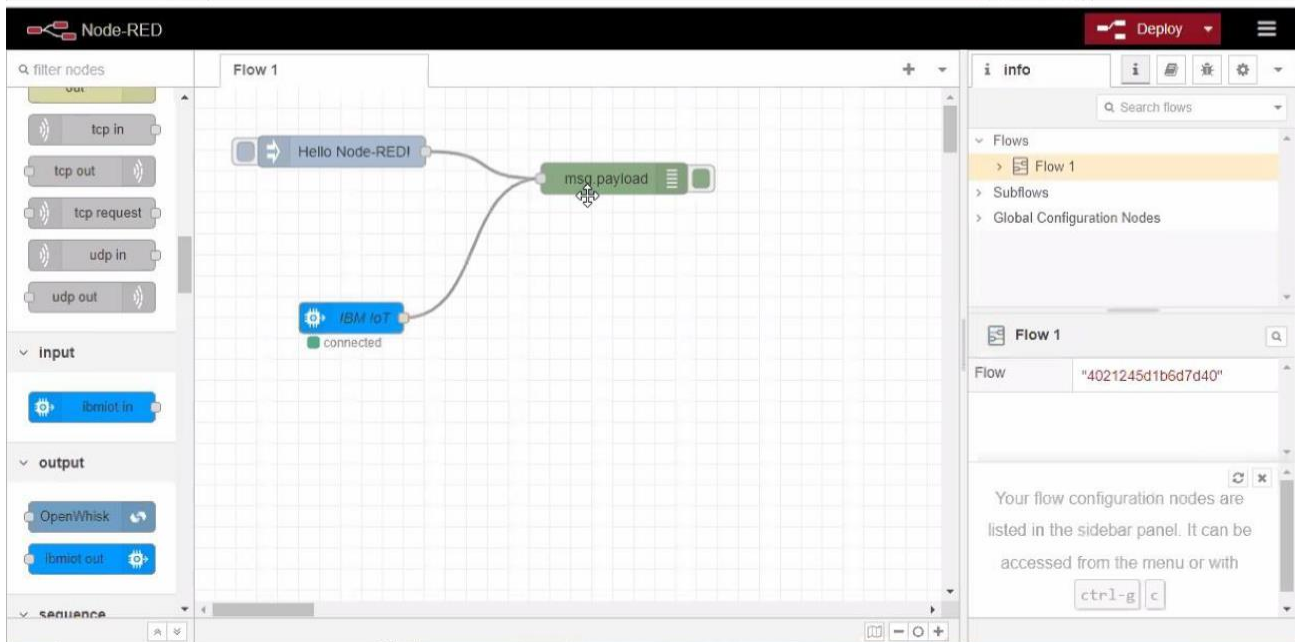 Node-RED
Deploy
filter nodes
out
tcp in
tcp out
tcp request
udp in
udp out
input
ibmiot in
output
OpenWhisk
ibmiot out
sequence
Flow 1
Hello Node-RED!
msg.payload
IBM IoT
connected
i info
i
Search flows
Flows
Flow 1
Subflows
Global Configuration Nodes
Flow 1
Flow "4021245d1b6d7d40"
Your flow configuration nodes are
listed in the sidebar panel. It can be
accessed from the menu or with
ctrl-g c